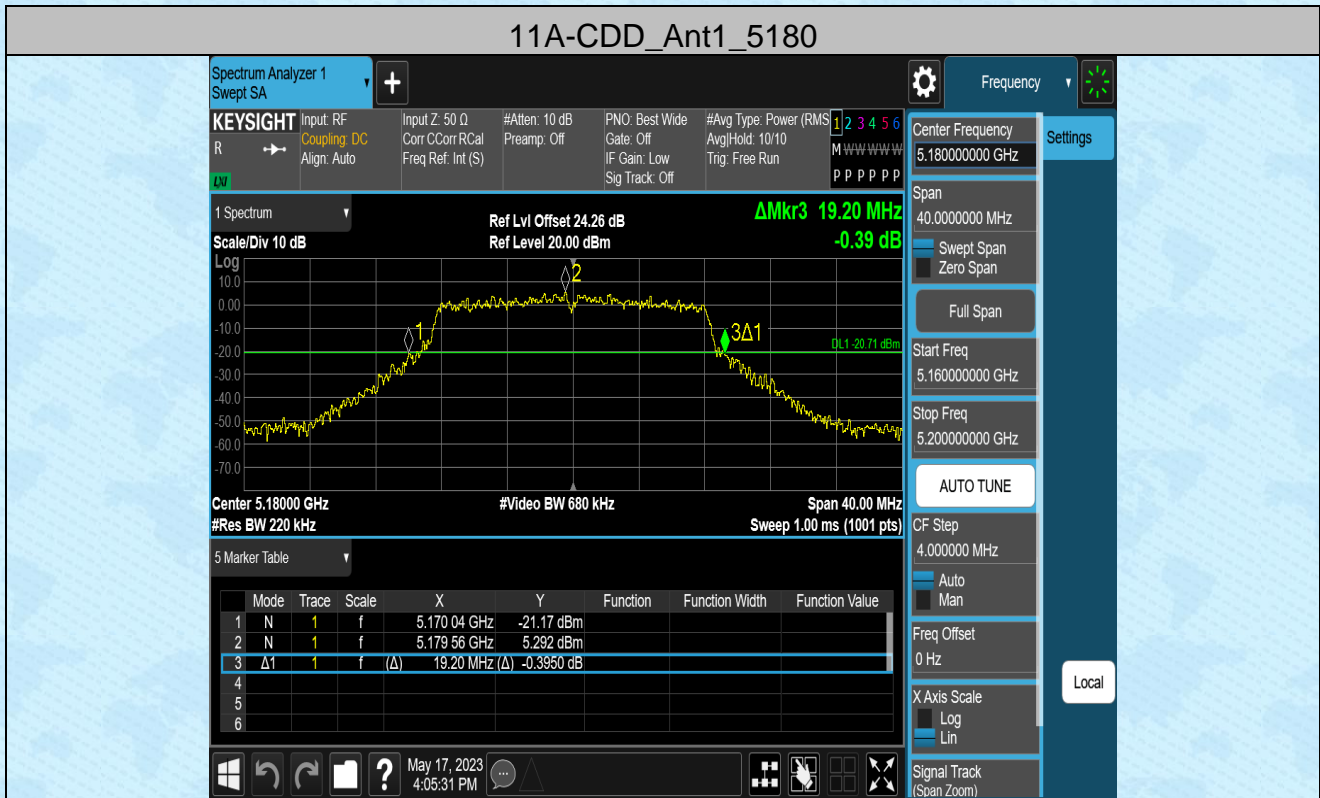 11A-CDD_Ant1_5180
Spectrum Analyzer 1
Swept SA
Frequency
KEYSIGHT
R
LXI
Input: RF
Coupling: DC
Align: Auto
Input Z: 50 Ω
Corr CCorr RCal
Freq Ref: Int (S)
#Atten: 10 dB
Preamp: Off
PNO: Best Wide
Gate: Off
IF Gain: Low
Sig Track: Off
#Avg Type: Power (RMS
Avg|Hold: 10/10
Trig: Free Run
1 2 3 4 5 6
M W W W W W
P P P P P P
1 Spectrum
Scale/Div 10 dB
Ref Lvl Offset 24.26 dB
Ref Level 20.00 dBm
ΔMkr3 19.20 MHz
-0.39 dB
Log
10.0
0.00
-10.0
-20.0
-30.0
-40.0
-50.0
-60.0
-70.0
1
2
3Δ1
DL1 -20.71 dBm
Center 5.18000 GHz
#Video BW 680 kHz
Span 40.00 MHz
#Res BW 220 kHz
Sweep 1.00 ms (1001 pts)
5 Marker Table
Mode Trace Scale X Y Function Function Width Function Value
1 N 1 f 5.170 04 GHz -21.17 dBm
2 N 1 f 5.179 56 GHz 5.292 dBm
3 Δ1 1 f (Δ) 19.20 MHz (Δ) -0.3950 dB
4
5
6
May 17, 2023
4:05:31 PM
Center Frequency
5.180000000 GHz
Settings
Span
40.0000000 MHz
Swept Span
Zero Span
Full Span
Start Freq
5.160000000 GHz
Stop Freq
5.200000000 GHz
AUTO TUNE
CF Step
4.000000 MHz
Auto
Man
Freq Offset
0 Hz
Local
X Axis Scale
Log
Lin
Signal Track
(Span Zoom)